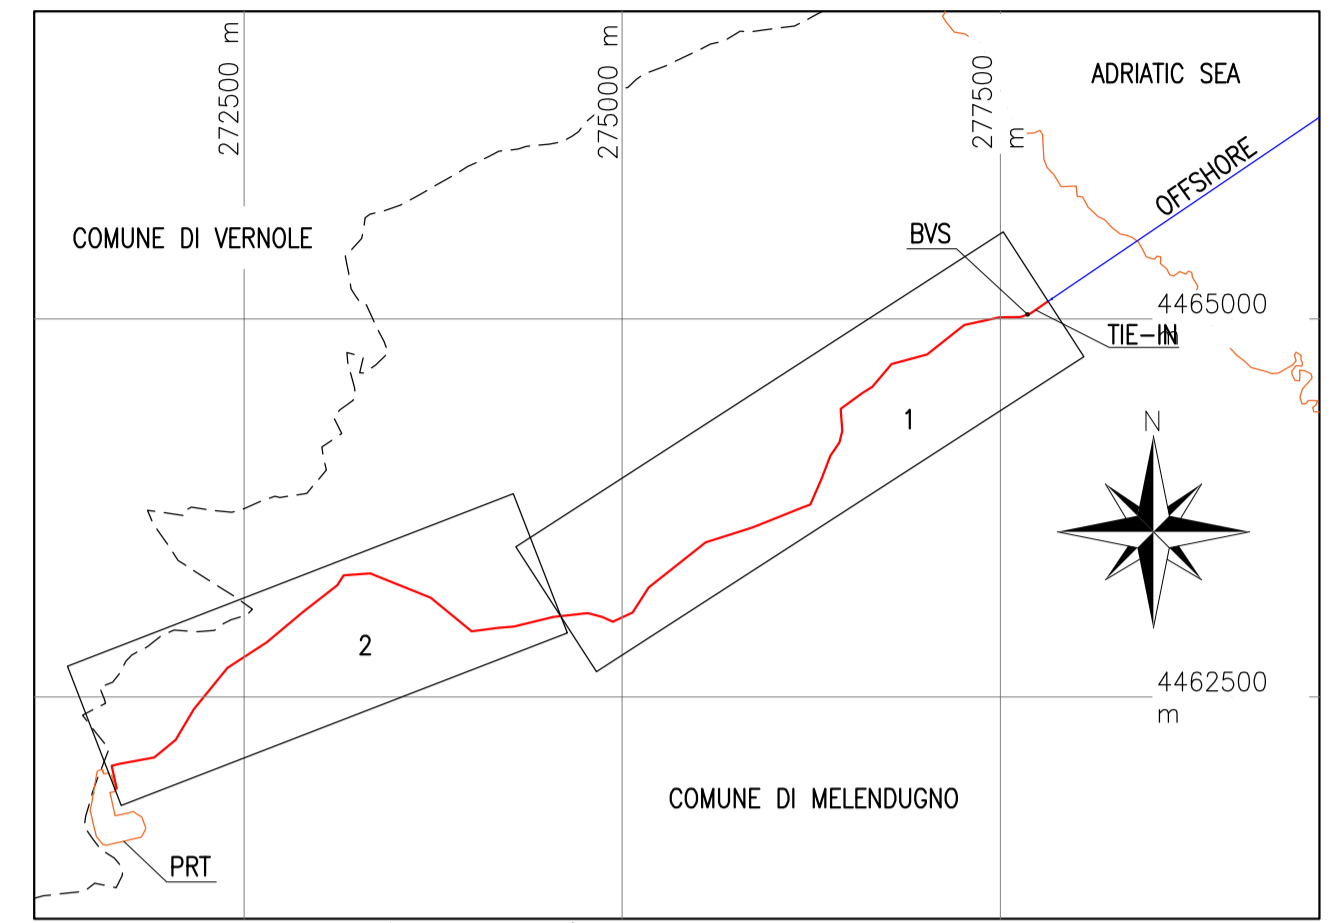 272500 m
275000 m
277500
m
ADRIATIC SEA
OFFSHORE
COMUNE DI VERNOLE
BVS
4465000
m
TIE-IN
1
N
2
4462500
m
COMUNE DI MELENDUGNO
PRT